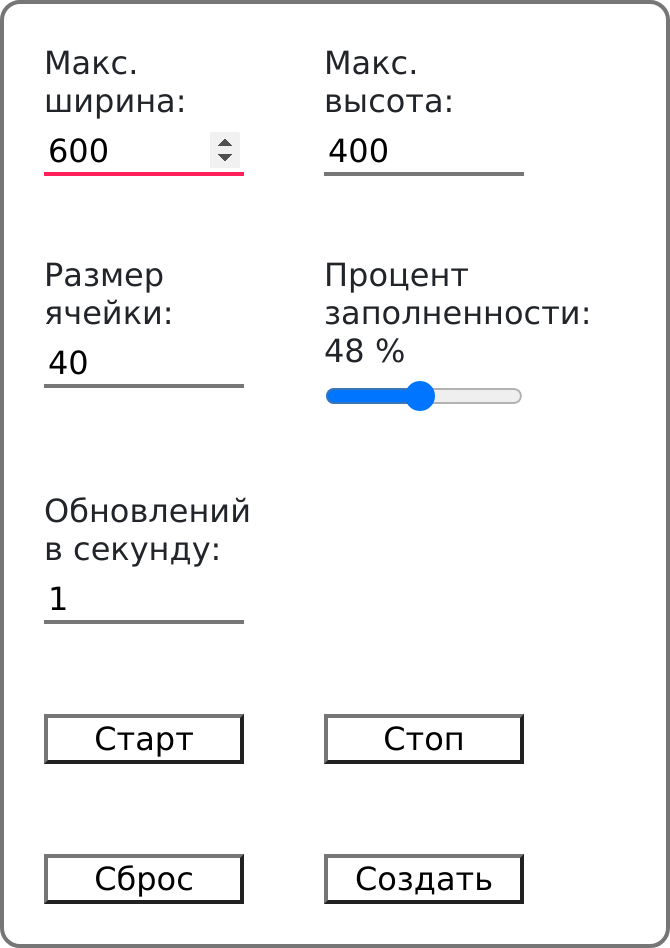 Макс.
ширина:
600
Макс.
высота:
400
Размер
ячейки:
40
Процент
заполненности:
48 %
Обновлений
в секунду:
1
Старт
Стоп
Сброс
Создать